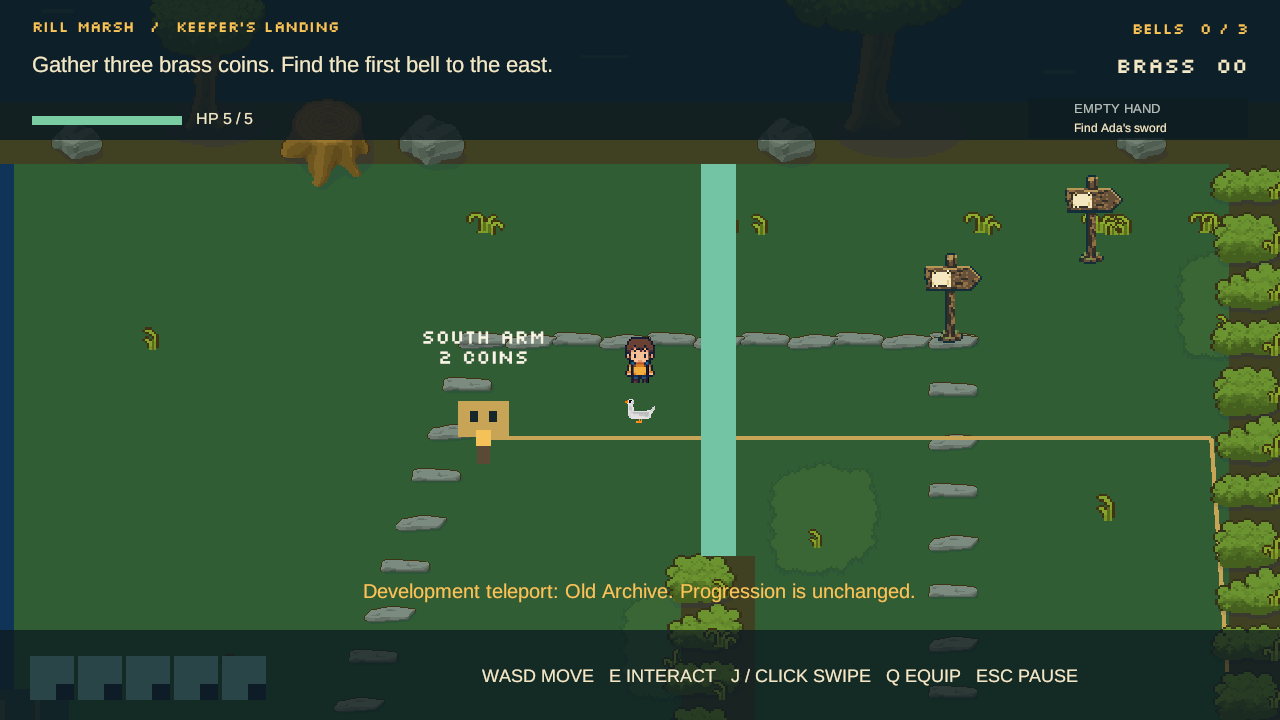 RILL MARSH / KEEPER'S LANDING
BELLS 0 / 3
Gather three brass coins. Find the first bell to the east.
BRASS 00
HP 5 / 5
EMPTY HAND
Find Ada's sword
SOUTH ARM
2 COINS
Development teleport: Old Archive. Progression is unchanged.
WASD MOVE E INTERACT J / CLICK SWIPE Q EQUIP ESC PAUSE